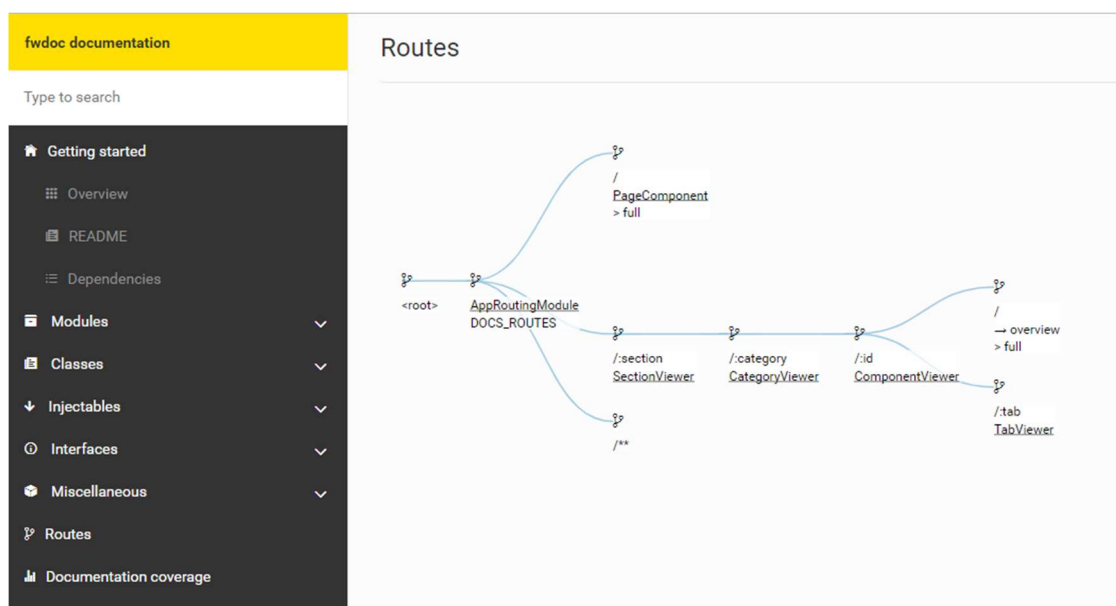 fwdoc documentation
Type to search
Getting started
Overview
README
Dependencies
Modules
Classes
Injectables
Interfaces
Miscellaneous
Routes
Documentation coverage
Routes
/
PageComponent
> full
<root>
AppRoutingModule
DOCS_ROUTES
/:section
SectionViewer
/:category
CategoryViewer
/:id
ComponentViewer
/
→ overview
> full
/:tab
TabViewer
/**